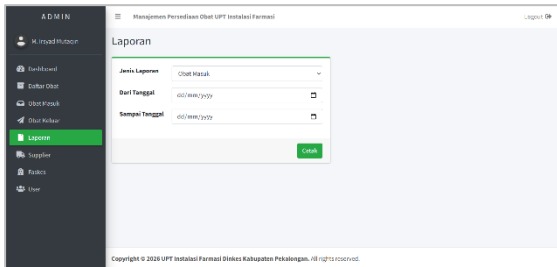 ADMIN
Manajemen Persediaan Obat UPT Instalasi Farmasi
Logout
M. Irsyad Mutaqin
Laporan
Dashboard
Daftar Obat
Obat Masuk
Obat Keluar
Laporan
Supplier
Faskes
User
Jenis Laporan
Obat Masuk
Dari Tanggal
dd/mm/yyyy
Sampai Tanggal
dd/mm/yyyy
Cetak
Copyright © 2026 UPT Instalasi Farmasi Dinkes Kabupaten Pekalongan. All rights reserved.